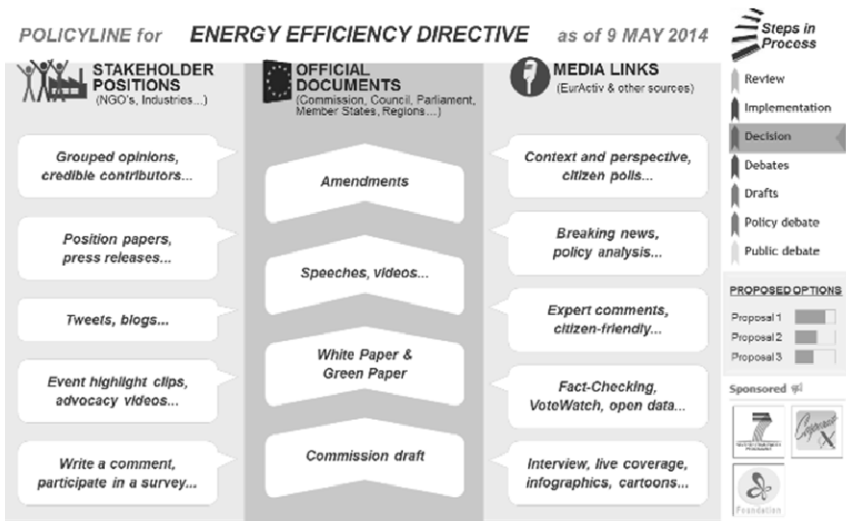 POLICYLINE for ENERGY EFFICIENCY DIRECTIVE as of 9 MAY 2014
STAKEHOLDER
POSITIONS
(NGO's, Industries...)
Grouped opinions,
credible contributors...
Position papers,
press releases...
Tweets, blogs...
Event highlight clips,
advocacy videos...
Write a comment,
participate in a survey...
OFFICIAL
DOCUMENTS
(Commission, Council, Parliament,
Member States, Regions...)
Amendments
Speeches, videos...
White Paper &
Green Paper
Commission draft
MEDIA LINKS
(EurActiv & other sources)
Context and perspective,
citizen polls...
Breaking news,
policy analysis...
Expert comments,
citizen-friendly...
Fact-Checking,
VoteWatch, open data...
Interview, live coverage,
infographics, cartoons...
Steps in
Process
Review
Implementation
Decision
Debates
Drafts
Policy debate
Public debate
PROPOSED OPTIONS
Proposal 1
Proposal 2
Proposal 3
Sponsored
7
X
Foundation